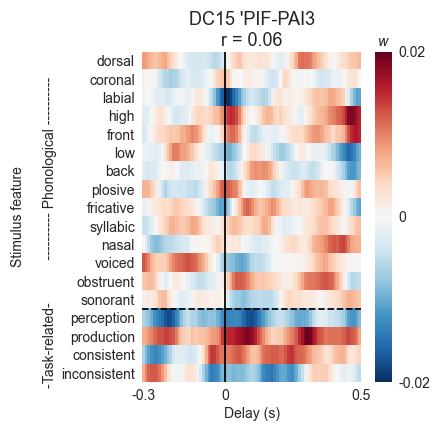 DC15 'PIF-PAI3
r = 0.06
w
dorsal
coronal
labial
high
front
low
back
plosive
fricative
syllabic
nasal
voiced
obstruent
sonorant
perception
production
consistent
inconsistent
Stimulus feature
-Task-related- ---------- Phonological ----------
0.02
0
-0.02
-0.3 0 0.5
Delay (s)